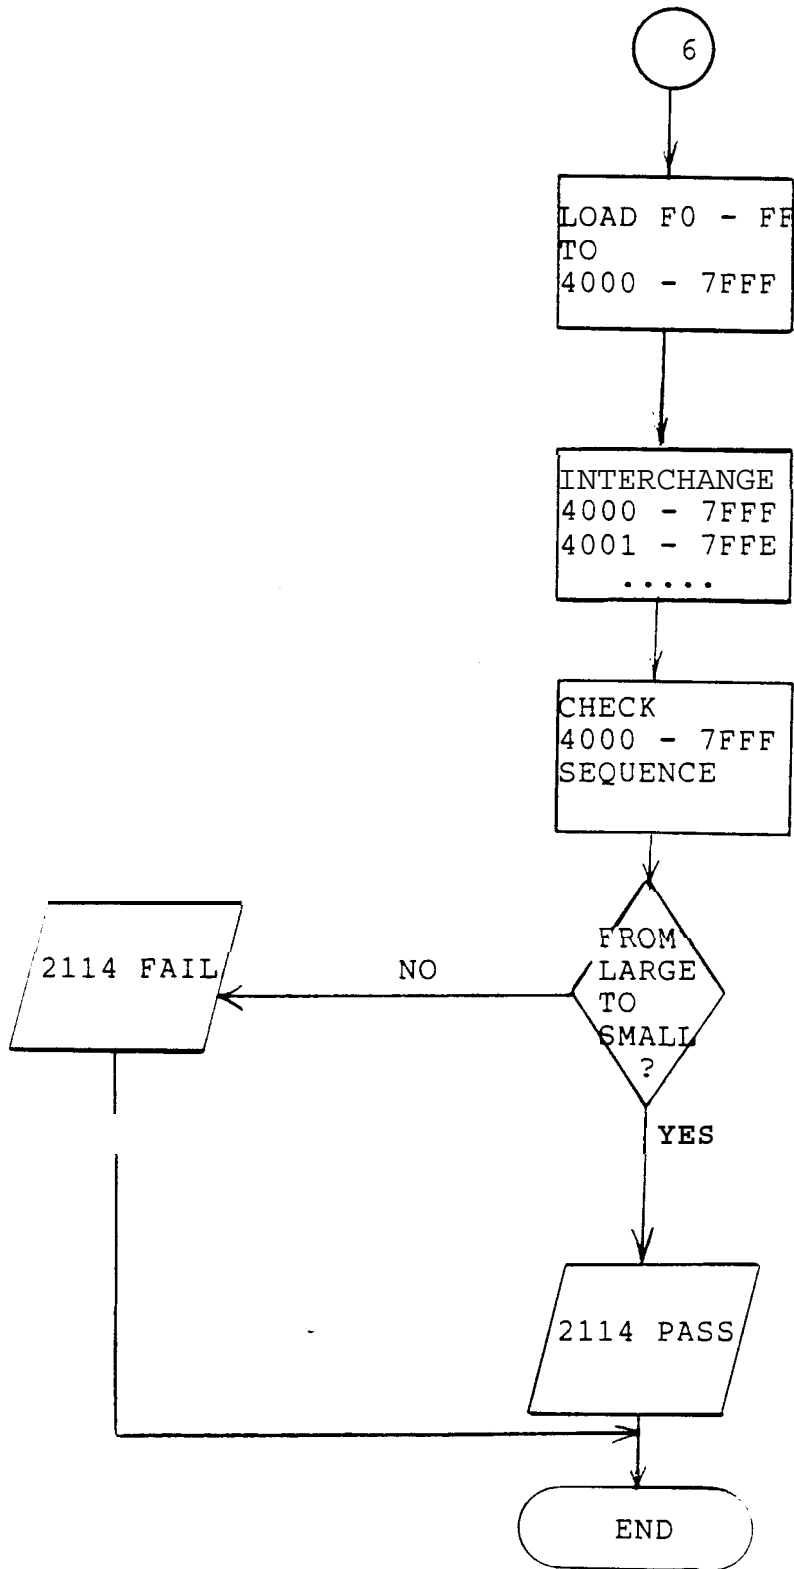 6
LOAD F0 - FF
TO
4000 - 7FFF
INTERCHANGE
4000 - 7FFF
4001 - 7FFE
.....
CHECK
4000 - 7FFF
SEQUENCE
FROM
LARGE
TO
SMALL
?
NO
2114 FAIL
YES
2114 PASS
END